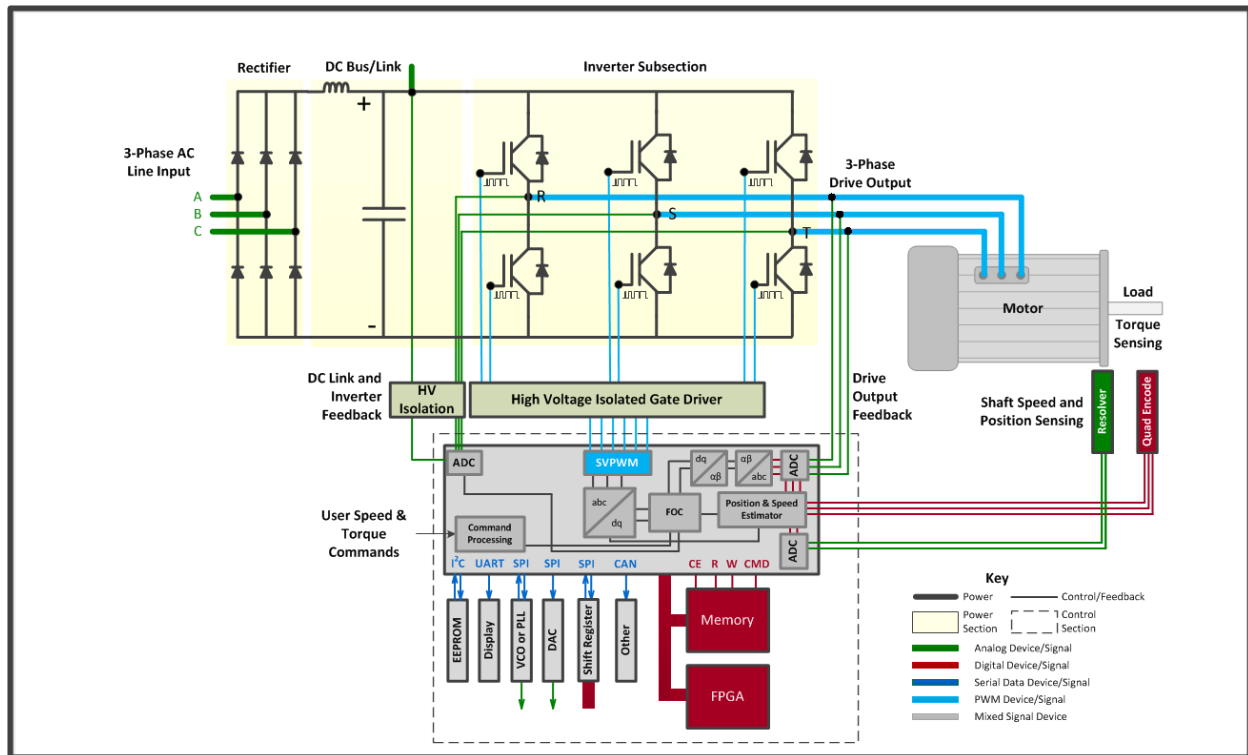 Rectifier
DC Bus/Link
Inverter Subsection
+
3-Phase AC
Line Input
A
B
C
R
S
T
3-Phase
Drive Output
-
Motor
Load
Torque
Sensing
DC Link and
Inverter
Feedback
HV
Isolation
High Voltage Isolated Gate Driver
Drive
Output
Feedback
Shaft Speed and
Position Sensing
Resolver
Quad Encode
ADC
SVPWM
dq
αβ
αβ
abc
ADC
abc
dq
FOC
Position & Speed
Estimator
User Speed &
Torque
Commands
Command
Processing
ADC
I²C
UART
SPI
SPI
SPI
CAN
CE
R
W
CMD
EEPROM
Display
VCO or PLL
DAC
Shift Register
Other
Memory
FPGA
Key
Power
Control/Feedback
Power
Section
Control
Section
Analog Device/Signal
Digital Device/Signal
Serial Data Device/Signal
PWM Device/Signal
Mixed Signal Device